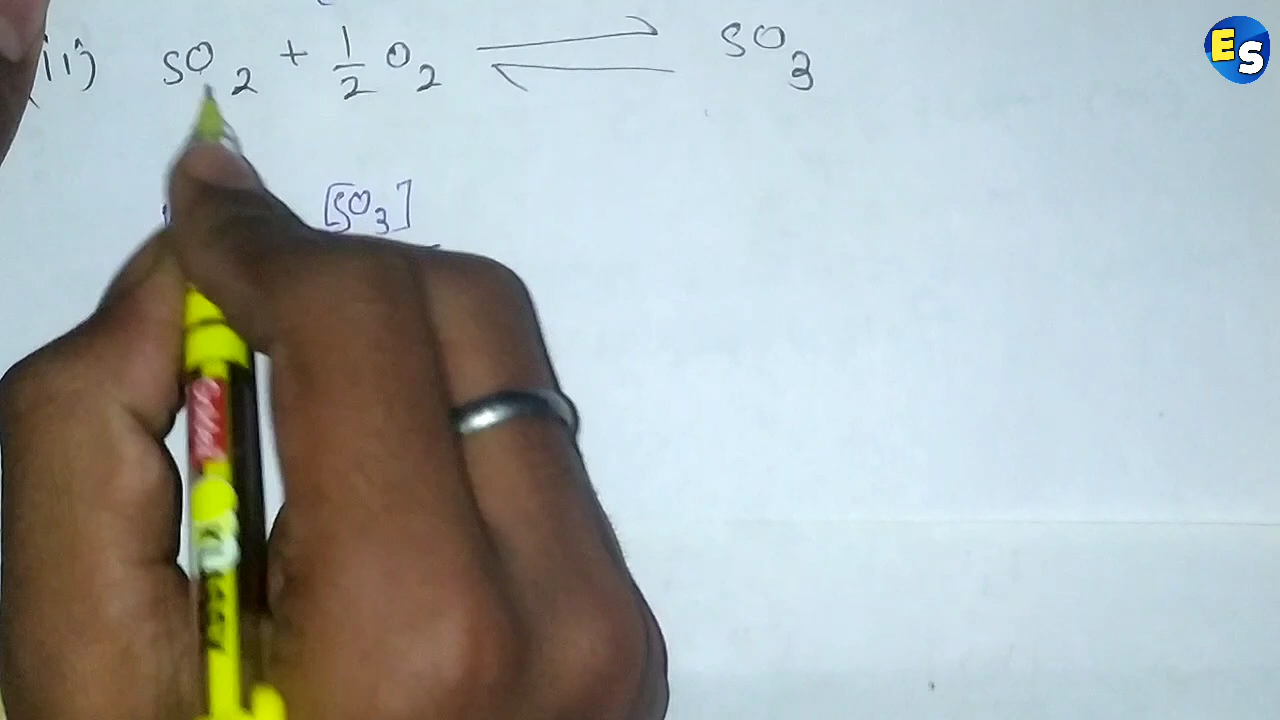 ii) SO₂ + ½ O₂ ⇌ SO₃
[SO₃]
ES